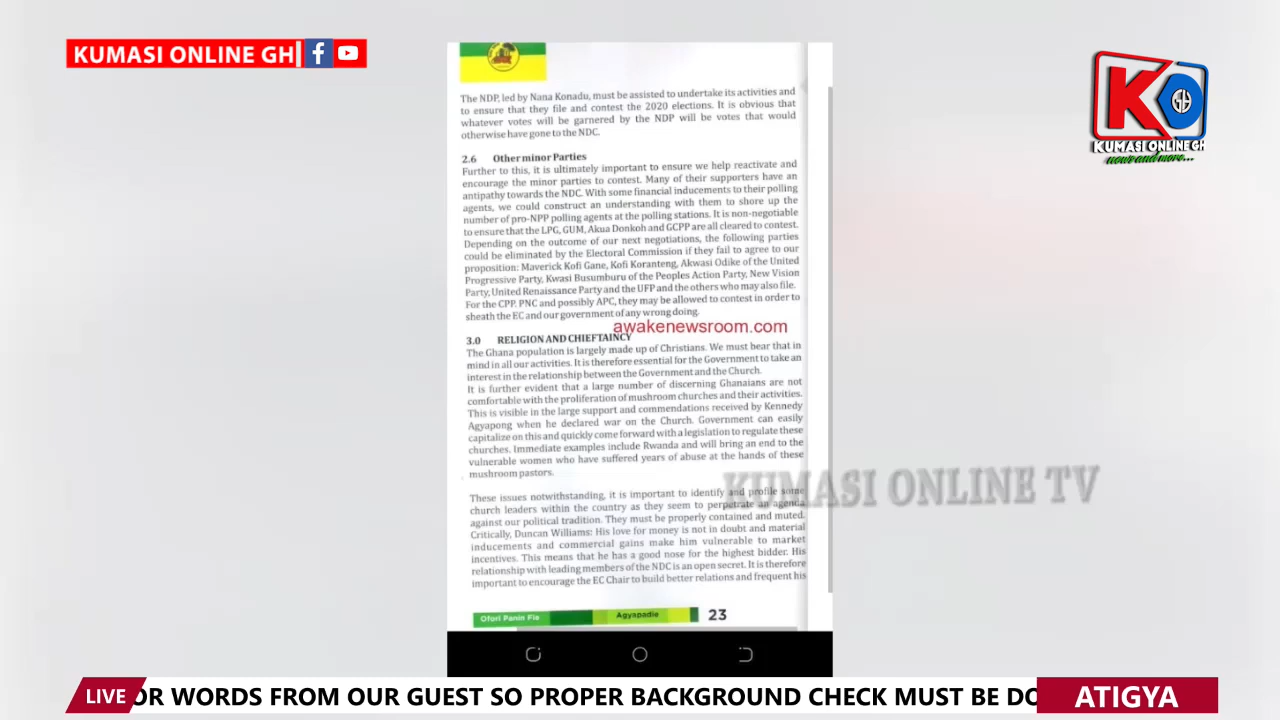 KUMASI ONLINE GH
KUMASI ONLINE GH
news and more...
The NDP, led by Nana Konadu, must be assisted to undertake its activities and
to ensure that they file and contest the 2020 elections. It is obvious that
whatever votes will be garnered by the NDP will be votes that would
otherwise have gone to the NDC.
2.6 Other minor Parties
Further to this, it is ultimately important to ensure we help reactivate and
encourage the minor parties to contest. Many of their supporters have an
antipathy towards the NDC. With some financial inducements to their polling
agents, we could construct an understanding with them to shore up the
number of pro-NPP polling agents at the polling stations. It is non-negotiable
to ensure that the LPG, GUM, Akua Donkoh and GCPP are all cleared to contest.
Depending on the outcome of our next negotiations, the following parties
could be eliminated by the Electoral Commission if they fail to agree to our
proposition: Maverick Kofi Gane, Kofi Koranteng, Akwasi Odike of the United
Progressive Party, Kwasi Busumburu of the Peoples Action Party, New Vision
Party, United Renaissance Party and the UFP and the others who may also file.
For the CPP. PNC and possibly APC, they may be allowed to contest in order to
sheath the EC and our government of any wrong doing.
awakenewsroom.com
3.0 RELIGION AND CHIEFTAINCY
The Ghana population is largely made up of Christians. We must bear that in
mind in all our activities. It is therefore essential for the Government to take an
interest in the relationship between the Government and the Church.
It is further evident that a large number of discerning Ghanaians are not
comfortable with the proliferation of mushroom churches and their activities.
This is visible in the large support and commendations received by Kennedy
Agyapong when he declared war on the Church. Government can easily
capitalize on this and quickly come forward with a legislation to regulate these
churches. Immediate examples include Rwanda and will bring an end to the
vulnerable women who have suffered years of abuse at the hands of these
mushroom pastors.
KUMASI ONLINE TV
These issues notwithstanding, it is important to identify and profile some
church leaders within the country as they seem to perpetrate an agenda
against our political tradition. They must be properly contained and muted.
Critically, Duncan Williams: His love for money is not in doubt and material
inducements and commercial gains make him vulnerable to market
incentives. This means that he has a good nose for the highest bidder. His
relationship with leading members of the NDC is an open secret. It is therefore
important to encourage the EC Chair to build better relations and frequent his
Ofori Panin Fie Agyapadie 23
LIVE OR WORDS FROM OUR GUEST SO PROPER BACKGROUND CHECK MUST BE DO ATIGYA